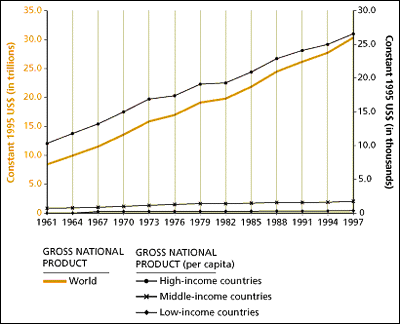 Constant 1995 US$ (in trillions)
35.0
30.0
25.0
20.0
15.0
10.0
5.0
0.0
30.0
25.0
20.0
15.0
10.0
5.0
0
Constant 1995 US$ (in thousands)
1961 1964 1967 1970 1973 1976 1979 1982 1985 1988 1991 1994 1997
GROSS NATIONAL
PRODUCT
World
GROSS NATIONAL
PRODUCT (per capita)
High-income countries
Middle-income countries
Low-income countries